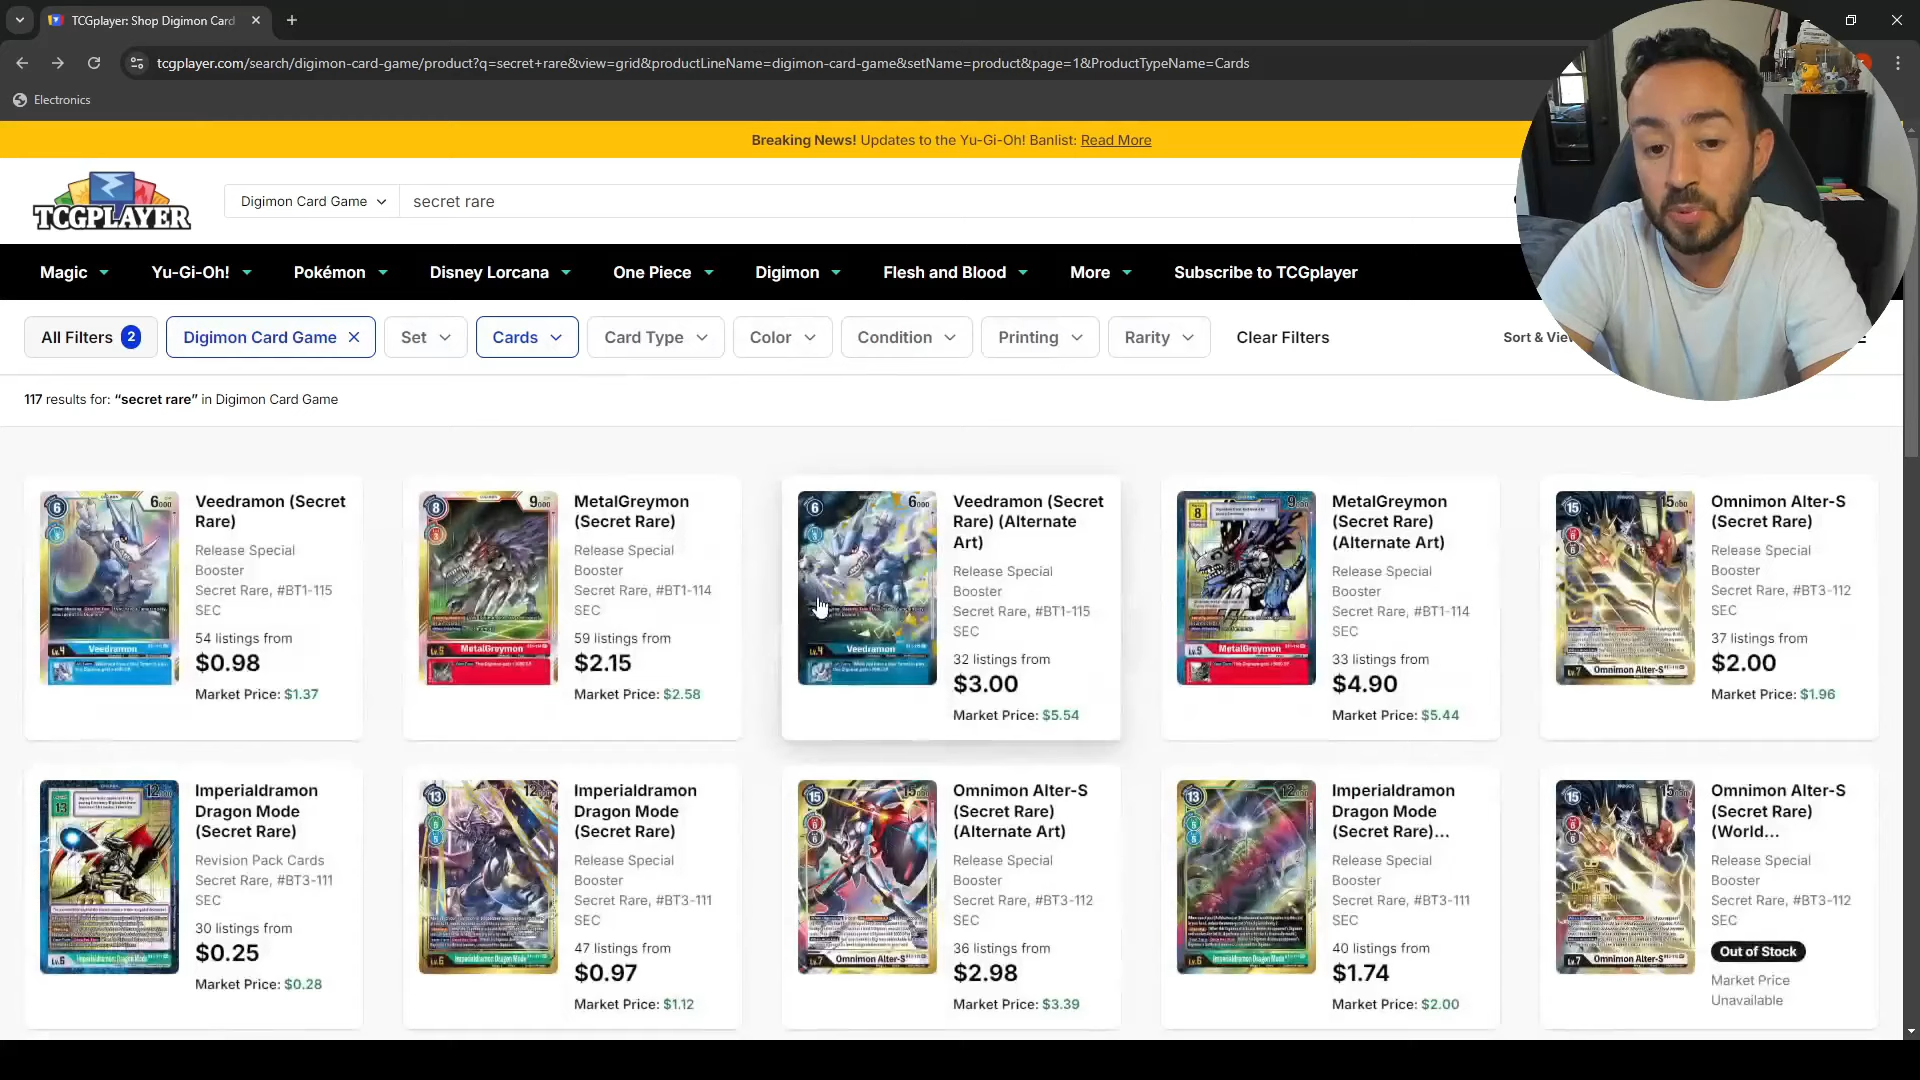 TCGplayer: Shop Digimon Card
tcgplayer.com/search/digimon-card-game/product?q=secret+rare&view=grid&productLineName=digimon-card-game&setName=product&page=1&ProductTypeName=Cards
Electronics
Breaking News! Updates to the Yu-Gi-Oh! Banlist: Read More
TCGPLAYER
Digimon Card Game
secret rare
Magic
Yu-Gi-Oh!
Pokémon
Disney Lorcana
One Piece
Digimon
Flesh and Blood
More
Subscribe to TCGplayer
All Filters 2
Digimon Card Game
Set
Cards
Card Type
Color
Condition
Printing
Rarity
Clear Filters
Sort &
117 results for: “secret rare” in Digimon Card Game
Veedramon (Secret
Rare)
Release Special
Booster
Secret Rare, #BT1-115
SEC
54 listings from
$0.98
Market Price: $1.37
MetalGreymon
(Secret Rare)
Release Special
Booster
Secret Rare, #BT1-114
SEC
59 listings from
$2.15
Market Price: $2.58
Veedramon (Secret
Rare) (Alternate
Art)
Release Special
Booster
Secret Rare, #BT1-115
SEC
32 listings from
$3.00
Market Price: $5.54
MetalGreymon
(Secret Rare)
(Alternate Art)
Release Special
Booster
Secret Rare, #BT1-114
SEC
33 listings from
$4.90
Market Price: $5.44
Omnimon Alter-S
(Secret Rare)
Release Special
Booster
Secret Rare, #BT3-112
SEC
37 listings from
$2.00
Market Price: $1.96
Imperialdramon
Dragon Mode
(Secret Rare)
Revision Pack Cards
Secret Rare, #BT3-111
SEC
30 listings from
$0.25
Market Price: $0.28
Imperialdramon
Dragon Mode
(Secret Rare)
Release Special
Booster
Secret Rare, #BT3-111
SEC
47 listings from
$0.97
Market Price: $1.12
Omnimon Alter-S
(Secret Rare)
(Alternate Art)
Release Special
Booster
Secret Rare, #BT3-112
SEC
36 listings from
$2.98
Market Price: $3.39
Imperialdramon
Dragon Mode
(Secret Rare)...
Release Special
Booster
Secret Rare, #BT3-111
SEC
40 listings from
$1.74
Market Price: $2.00
Omnimon Alter-S
(Secret Rare)
(World...
Release Special
Booster
Secret Rare, #BT3-112
SEC
Out of Stock
Market Price
Unavailable